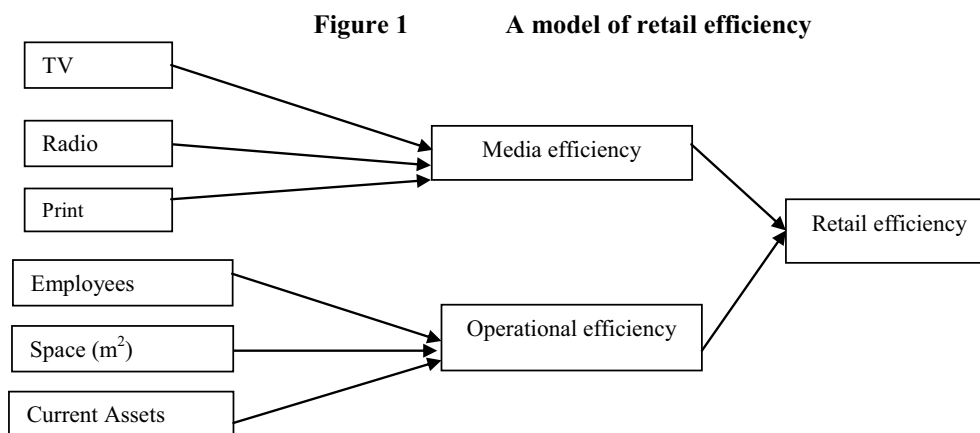 Figure 1 A model of retail efficiency
TV
Radio
Print
Media efficiency
Retail efficiency
Employees
Space (m²)
Current Assets
Operational efficiency